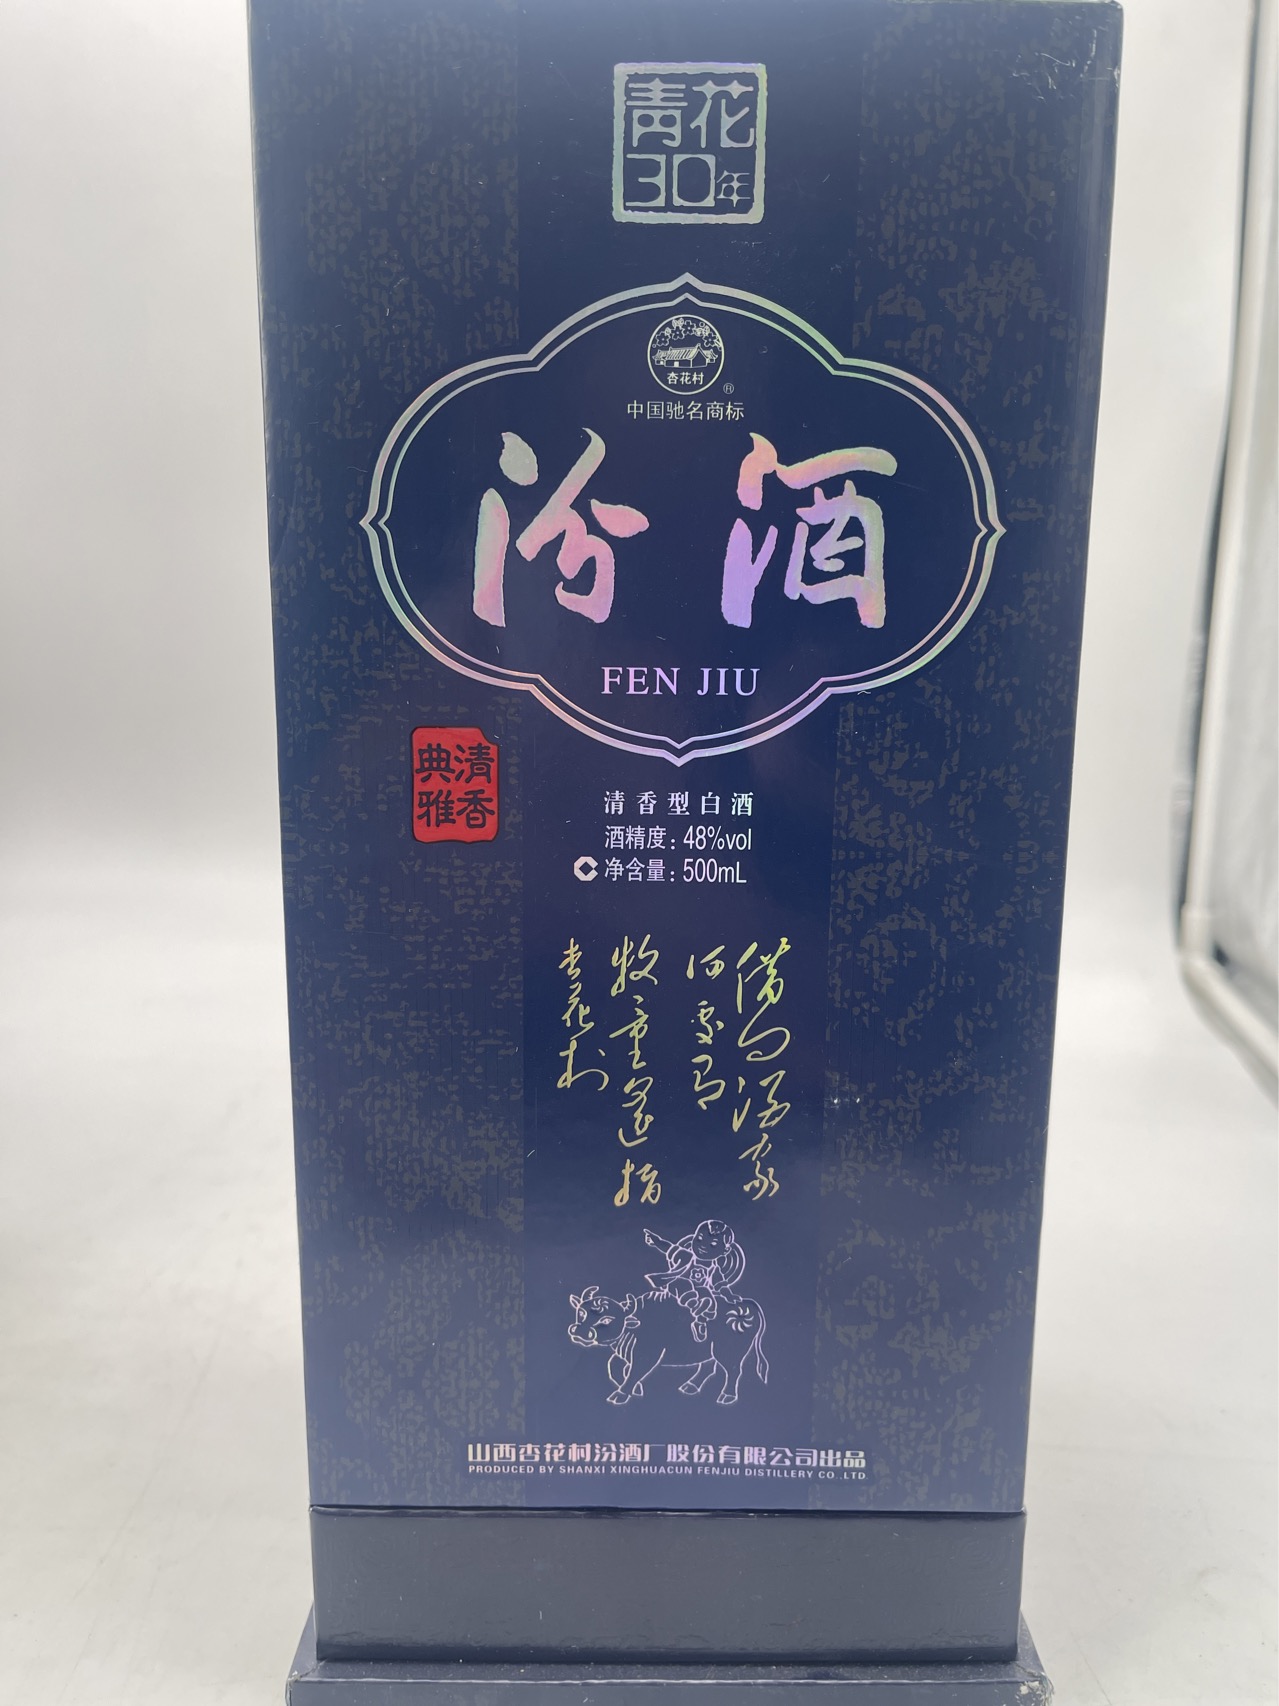 青花
30年
杏花村
®
中国驰名商标
汾酒
FEN JIU
清香
典雅
清香型白酒
酒精度：48%vol
净含量：500mL
借问酒家
何处有
牧童遥指
杏花村
山西杏花村汾酒厂股份有限公司出品
PRODUCED BY SHANXI XINGHUACUN FENJIU DISTILLERY CO.,LTD